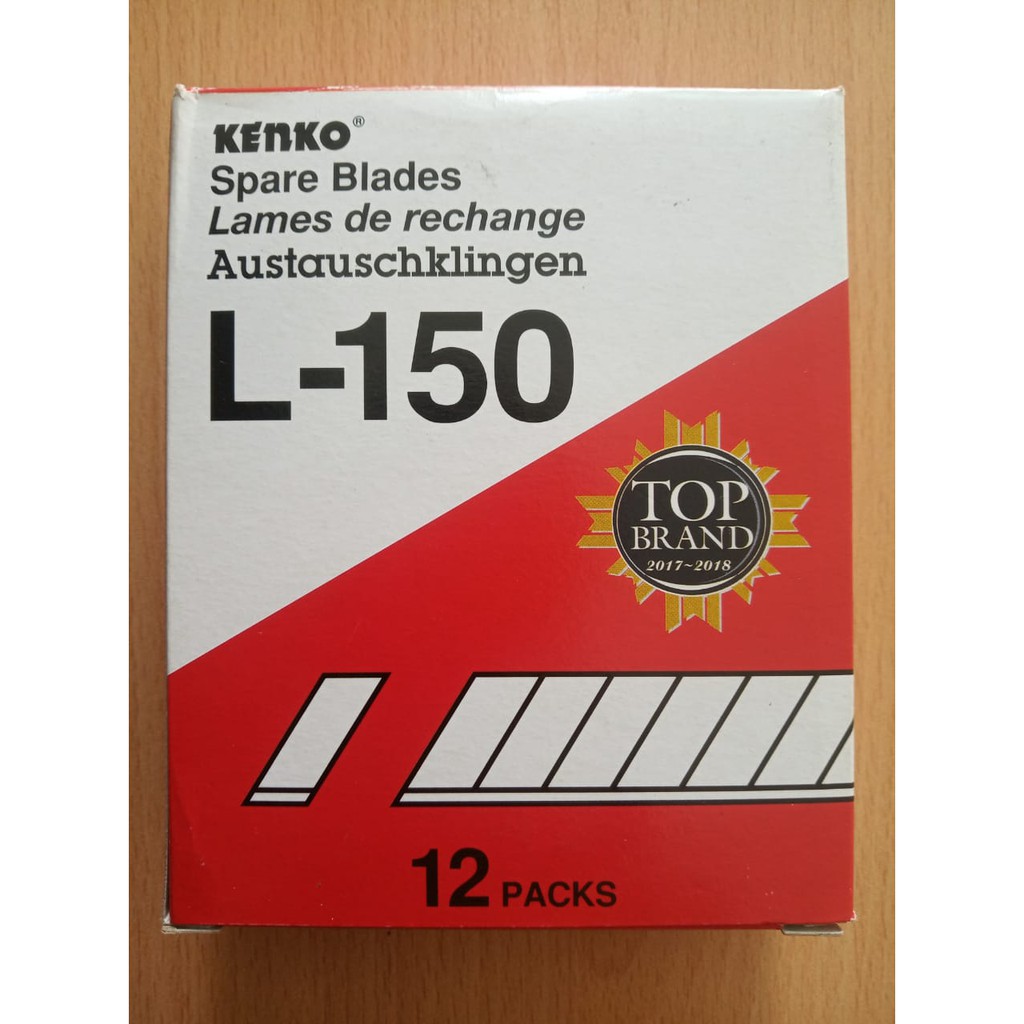 KENKO®
Spare Blades
Lames de rechange
Austauschklingen
L-150
TOP
BRAND
2017~2018
12 PACKS